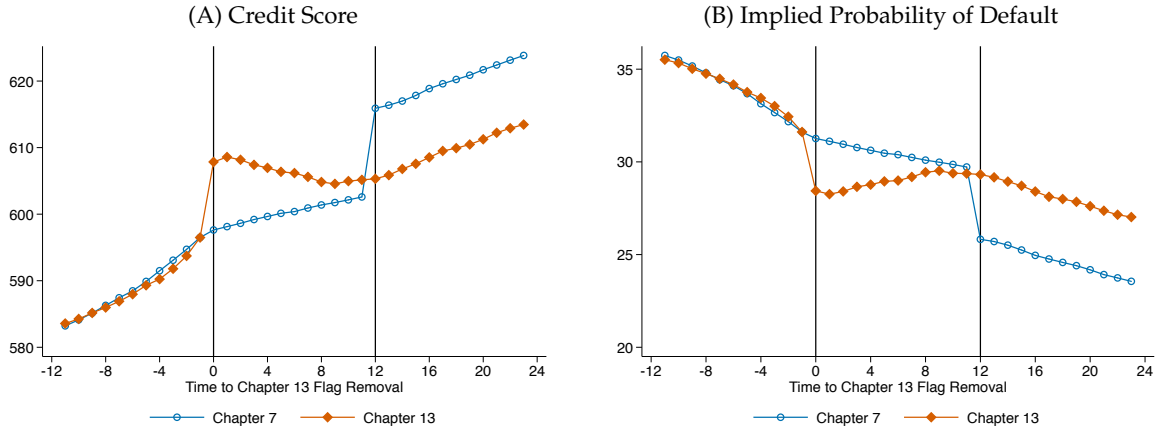 (A) Credit Score
620
610
600
590
580
-12 -8 -4 0 4 8 12 16 20 24
Time to Chapter 13 Flag Removal
Chapter 7 Chapter 13
(B) Implied Probability of Default
35
30
25
20
-12 -8 -4 0 4 8 12 16 20 24
Time to Chapter 13 Flag Removal
Chapter 7 Chapter 13